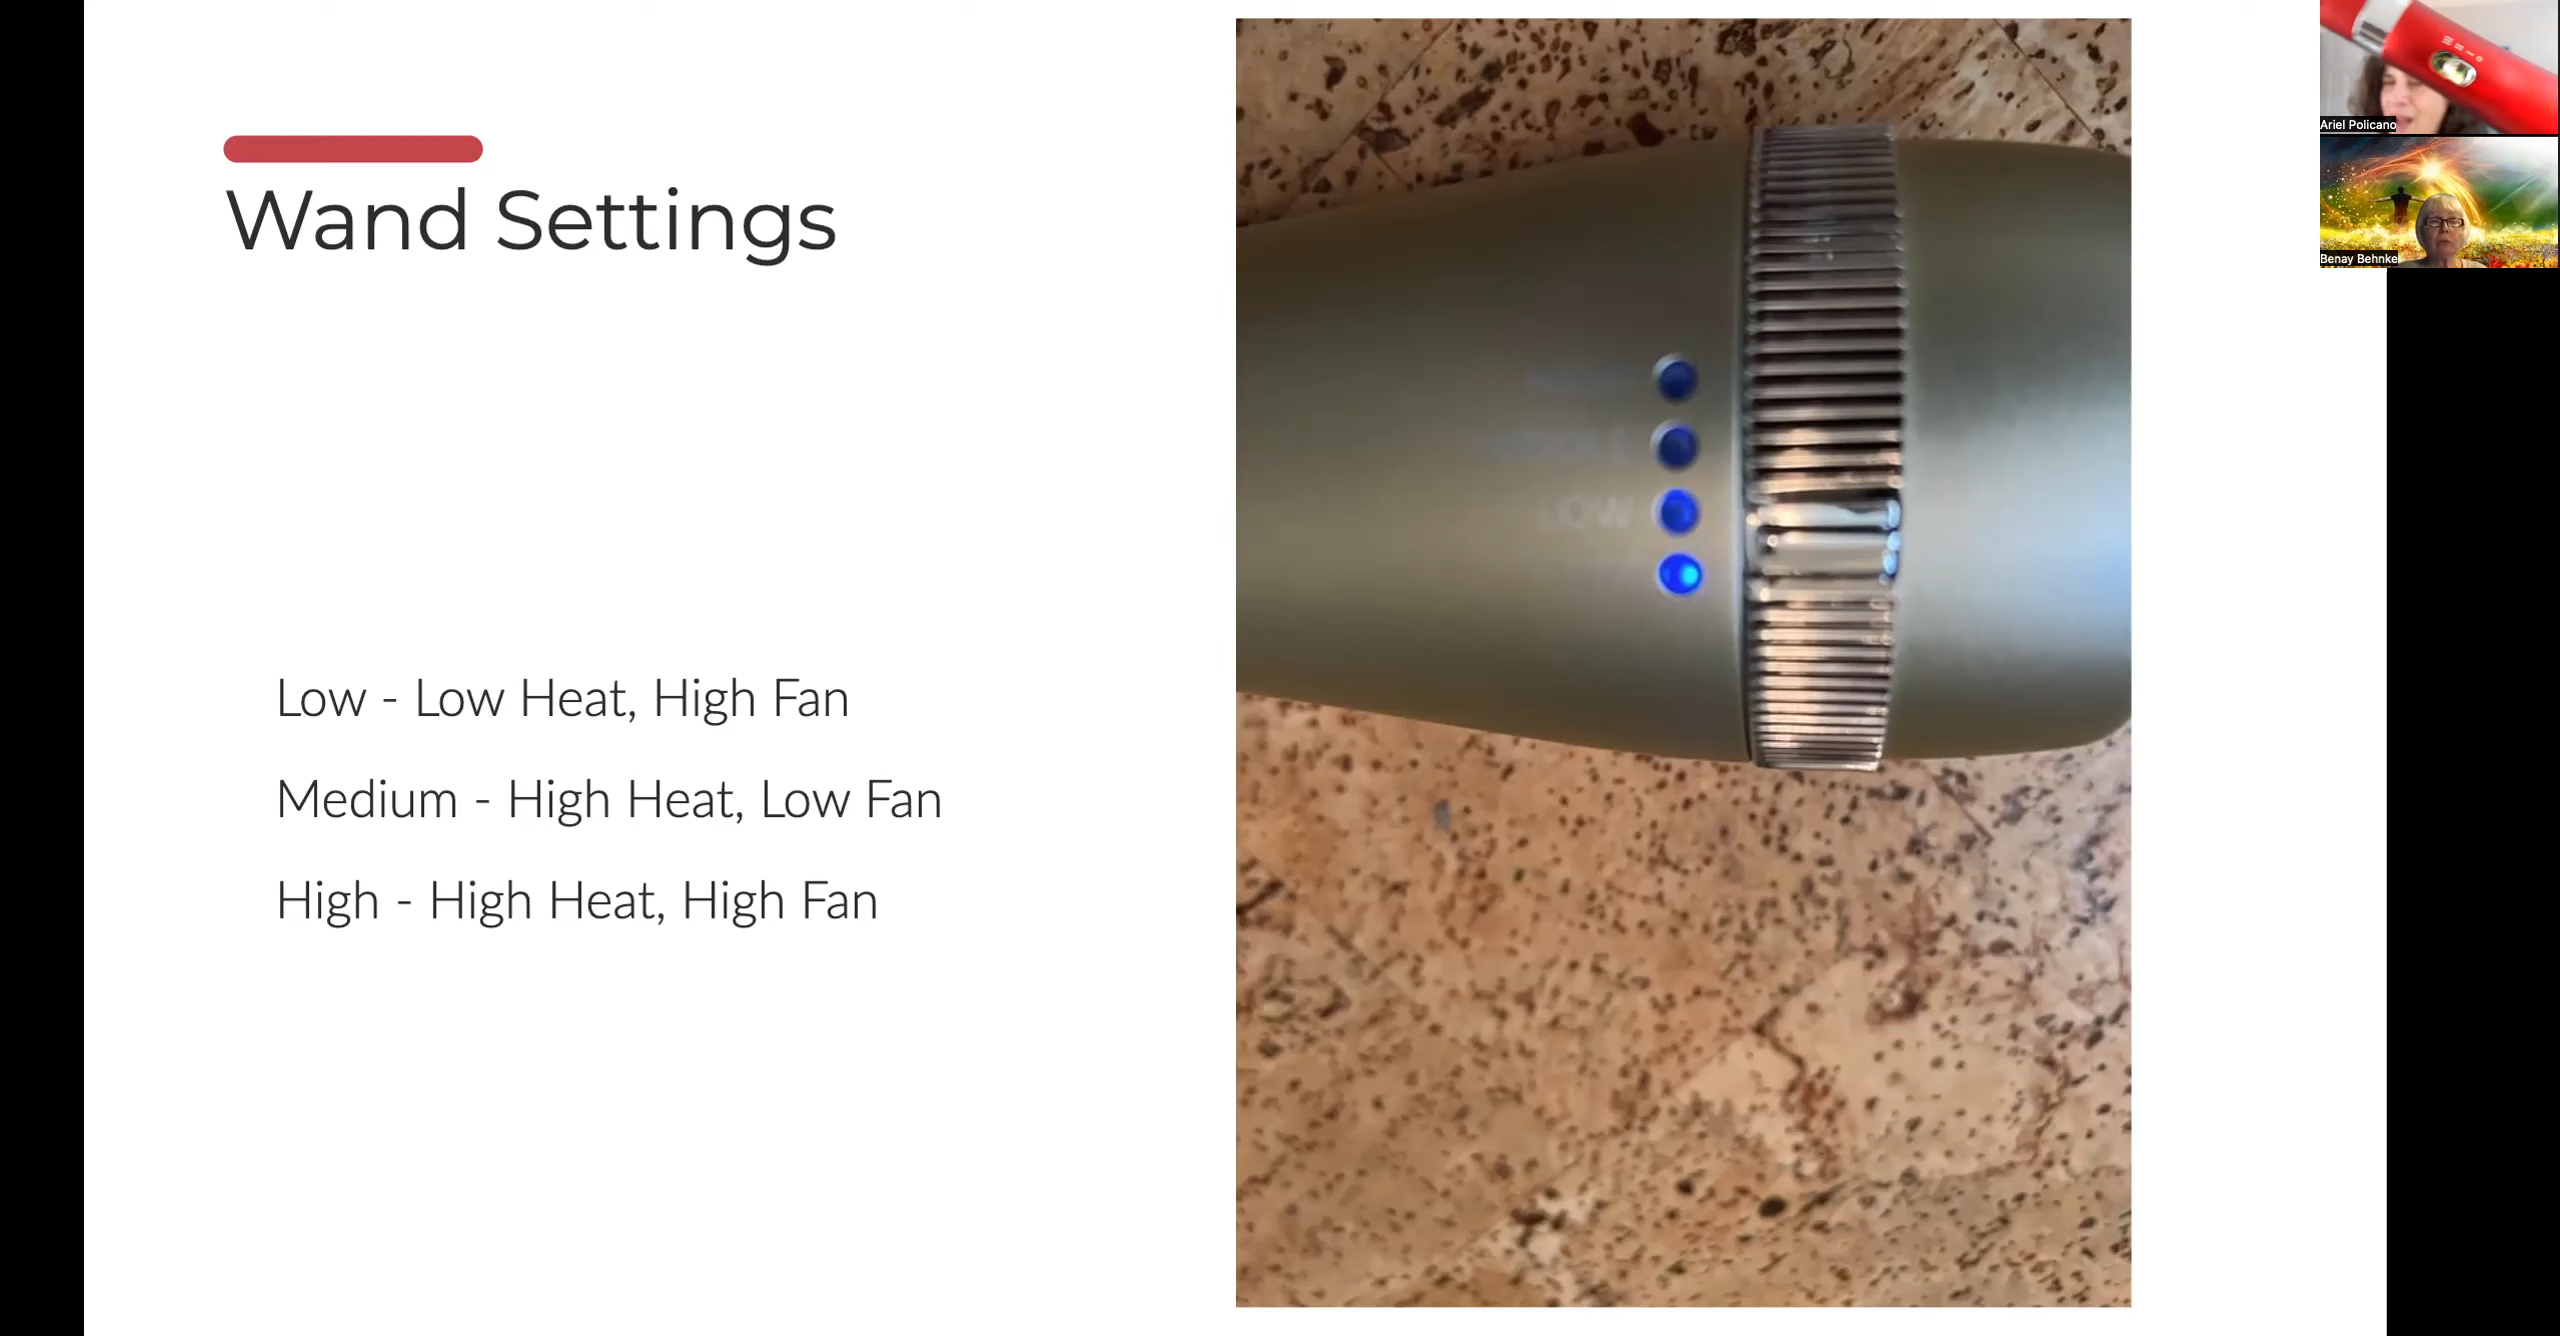 Wand Settings
Low - Low Heat, High Fan
Medium - High Heat, Low Fan
High - High Heat, High Fan
LOW
Ariel Policano
Benay Behnke